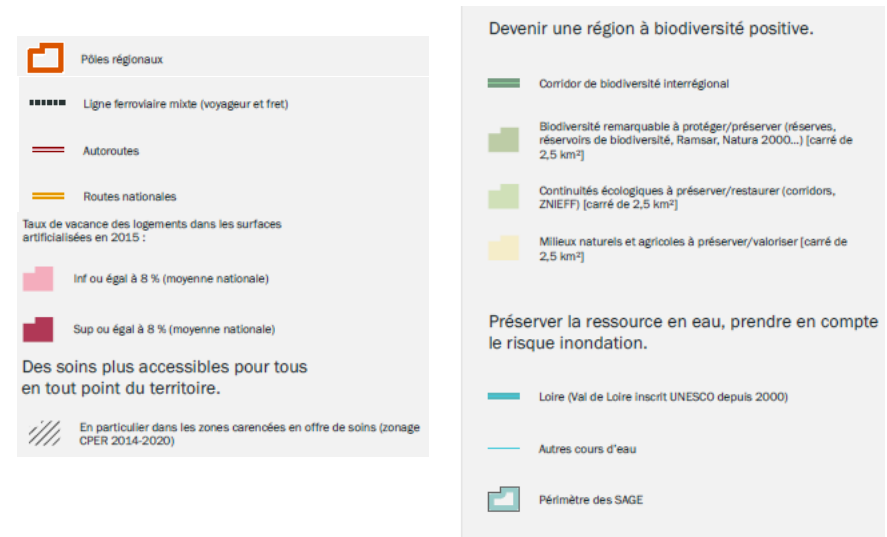 Pôles régionaux
Ligne ferroviaire mixte (voyageur et fret)
Autoroutes
Routes nationales
Taux de vacance des logements dans les surfaces
artificialisées en 2015 :
Inf ou égal à 8 % (moyenne nationale)
Sup ou égal à 8 % (moyenne nationale)
Des soins plus accessibles pour tous
en tout point du territoire.
En particulier dans les zones carencées en offre de soins (zonage
CPER 2014-2020)
Devenir une région à biodiversité positive.
Corridor de biodiversité interrégional
Biodiversité remarquable à protéger/préserver (réserves,
réservoirs de biodiversité, Ramsar, Natura 2000...) [carré de
2,5 km²]
Continuités écologiques à préserver/restaurer (corridors,
ZNIEFF) [carré de 2,5 km²]
Milieux naturels et agricoles à préserver/valoriser [carré de
2,5 km²]
Préserver la ressource en eau, prendre en compte
le risque inondation.
Loire (Val de Loire inscrit UNESCO depuis 2000)
Autres cours d'eau
Périmètre des SAGE